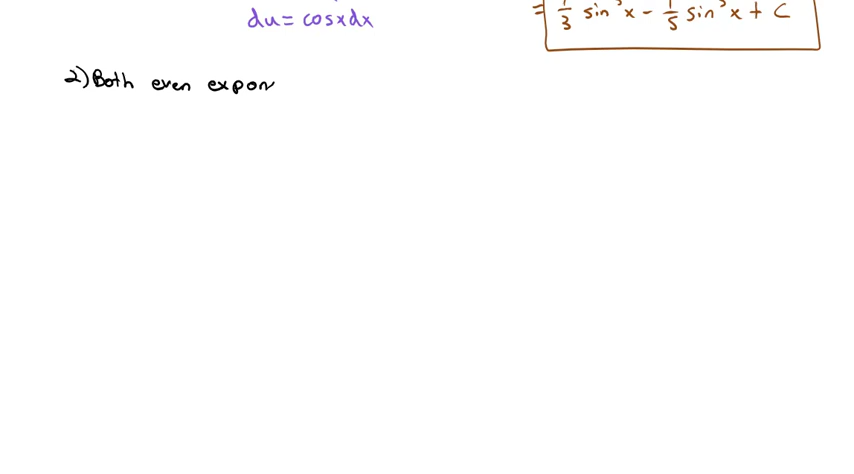 du = cosxdx
= 1/3 sin³x - 1/5 sin⁵x + C
2) Both even expon